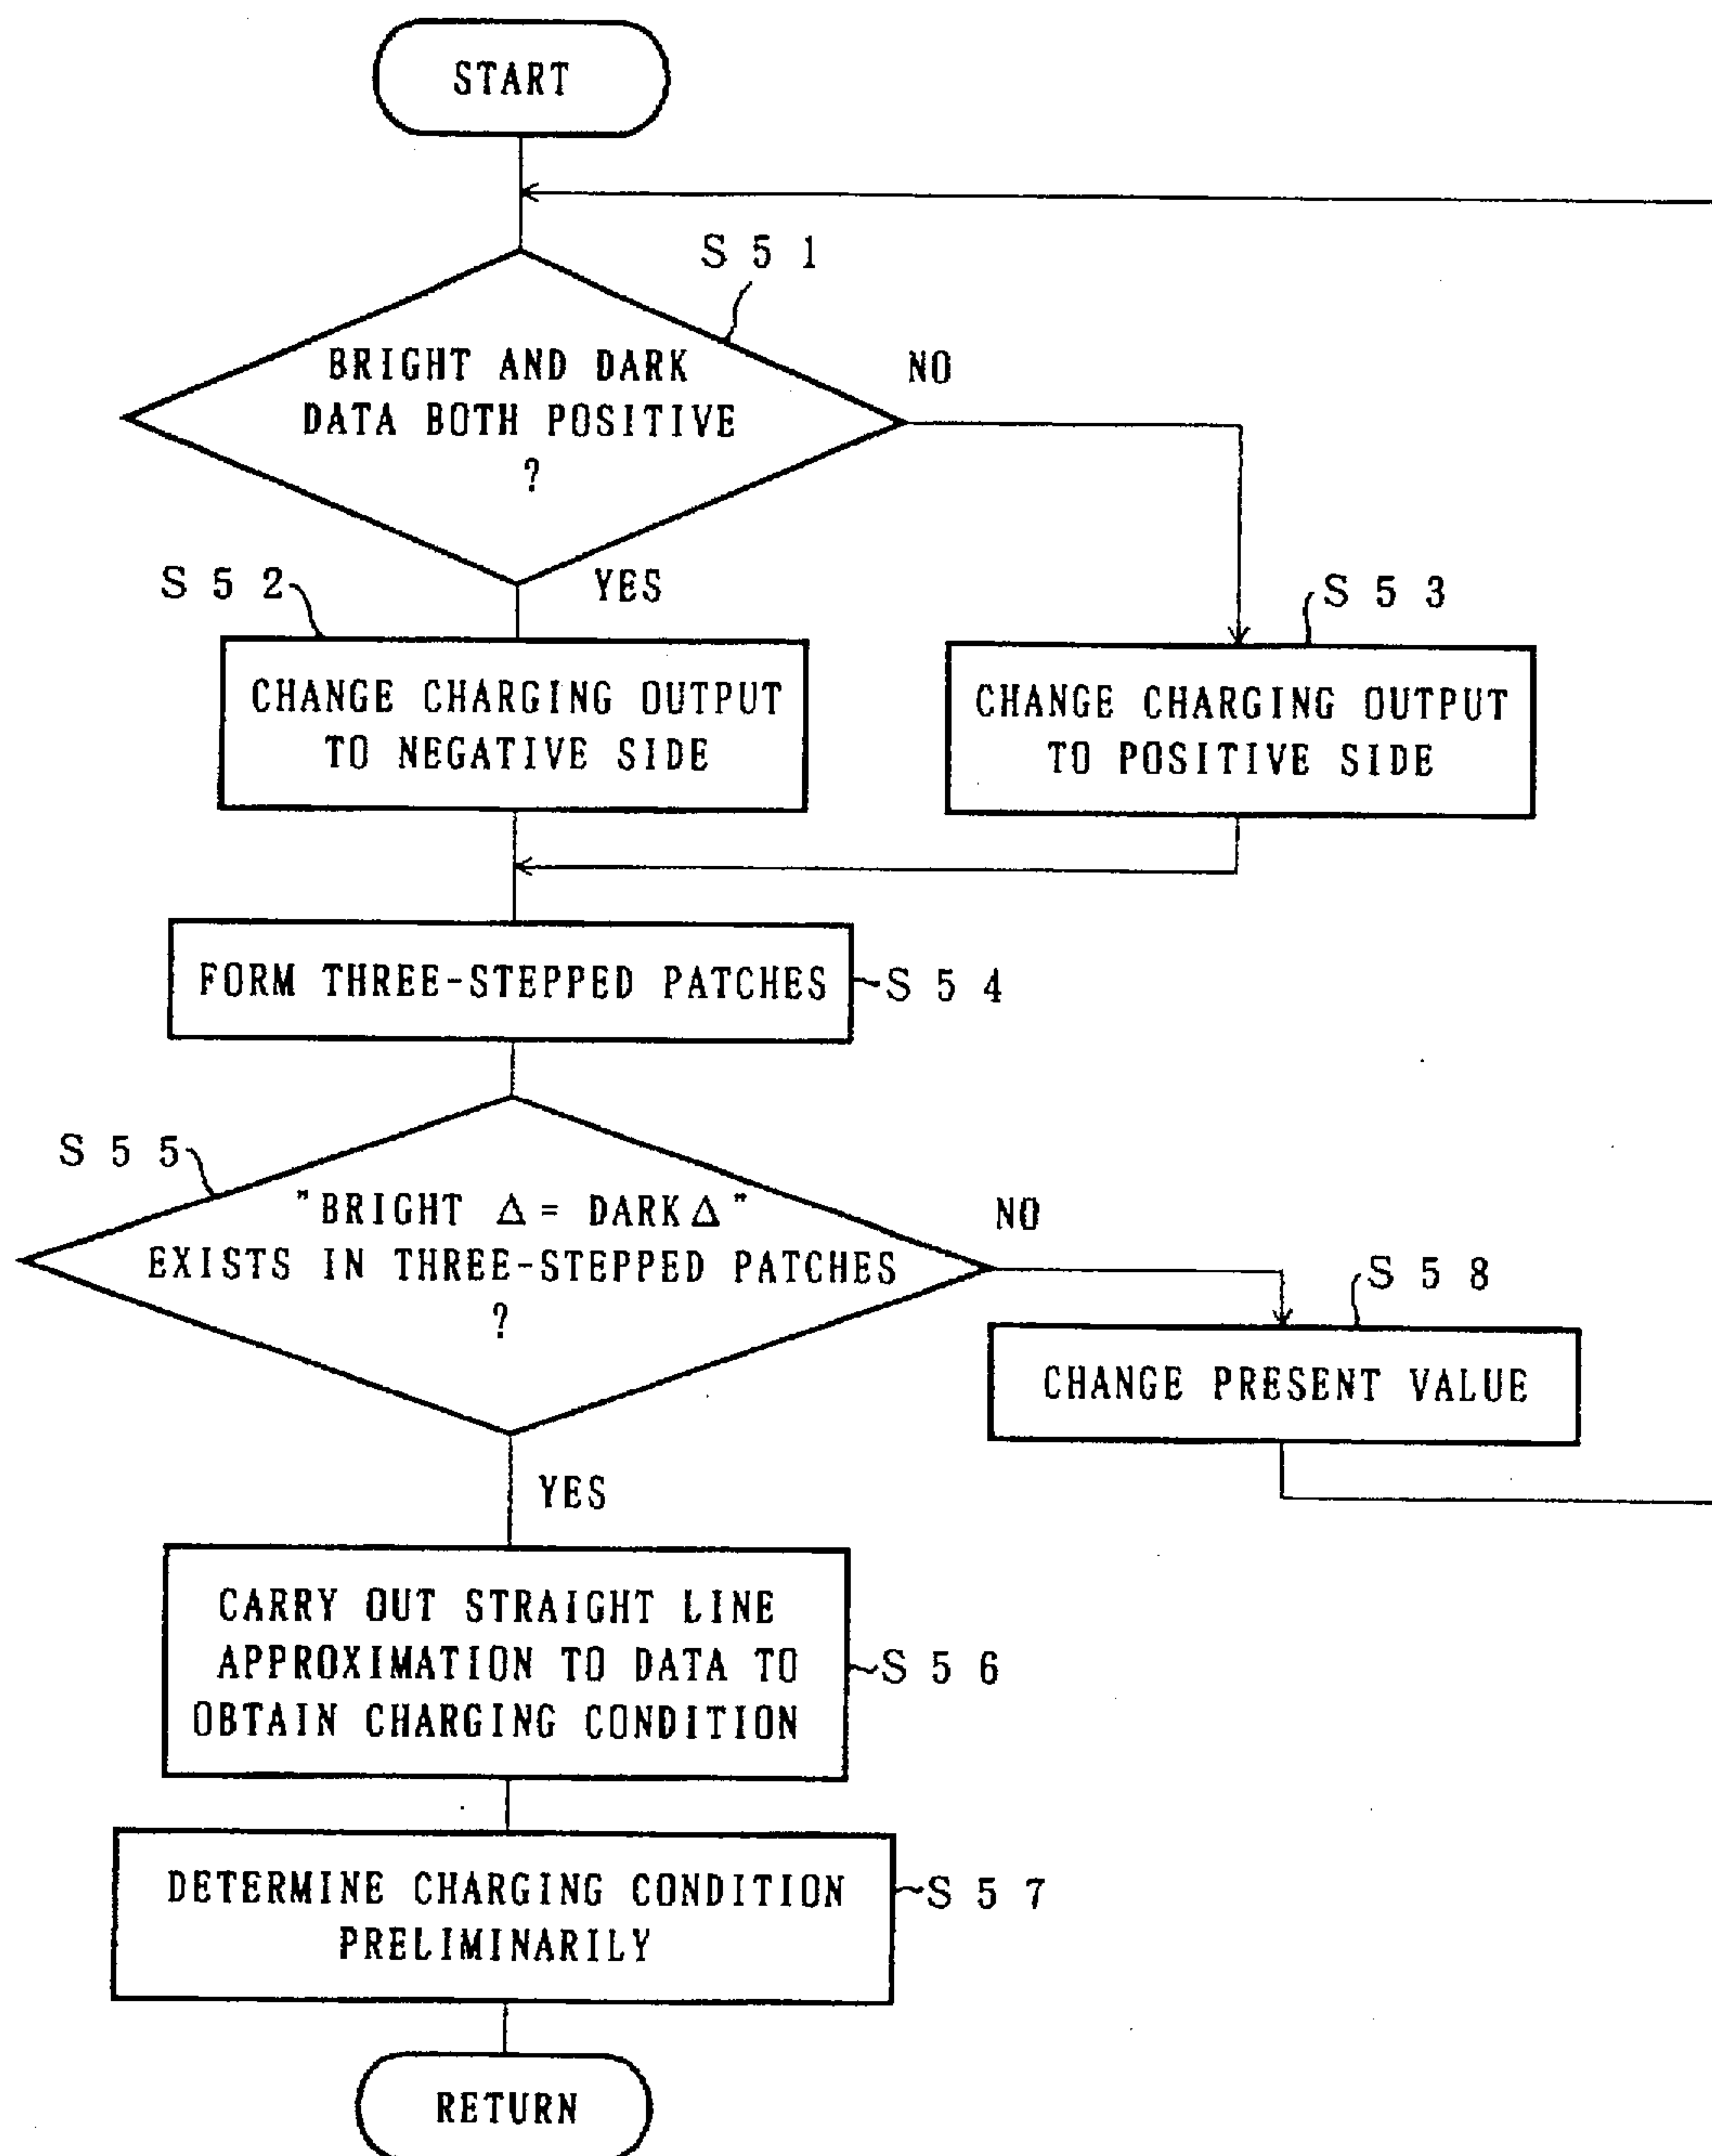 START
S51
BRIGHT AND DARK
DATA BOTH POSITIVE
?
NO
YES
S52
CHANGE CHARGING OUTPUT
TO NEGATIVE SIDE
S53
CHANGE CHARGING OUTPUT
TO POSITIVE SIDE
FORM THREE-STEPPED PATCHES
S54
S55
"BRIGHT Δ = DARK Δ"
EXISTS IN THREE-STEPPED PATCHES
?
NO
S58
CHANGE PRESENT VALUE
YES
CARRY OUT STRAIGHT LINE
APPROXIMATION TO DATA TO
OBTAIN CHARGING CONDITION
S56
DETERMINE CHARGING CONDITION
PRELIMINARILY
S57
RETURN